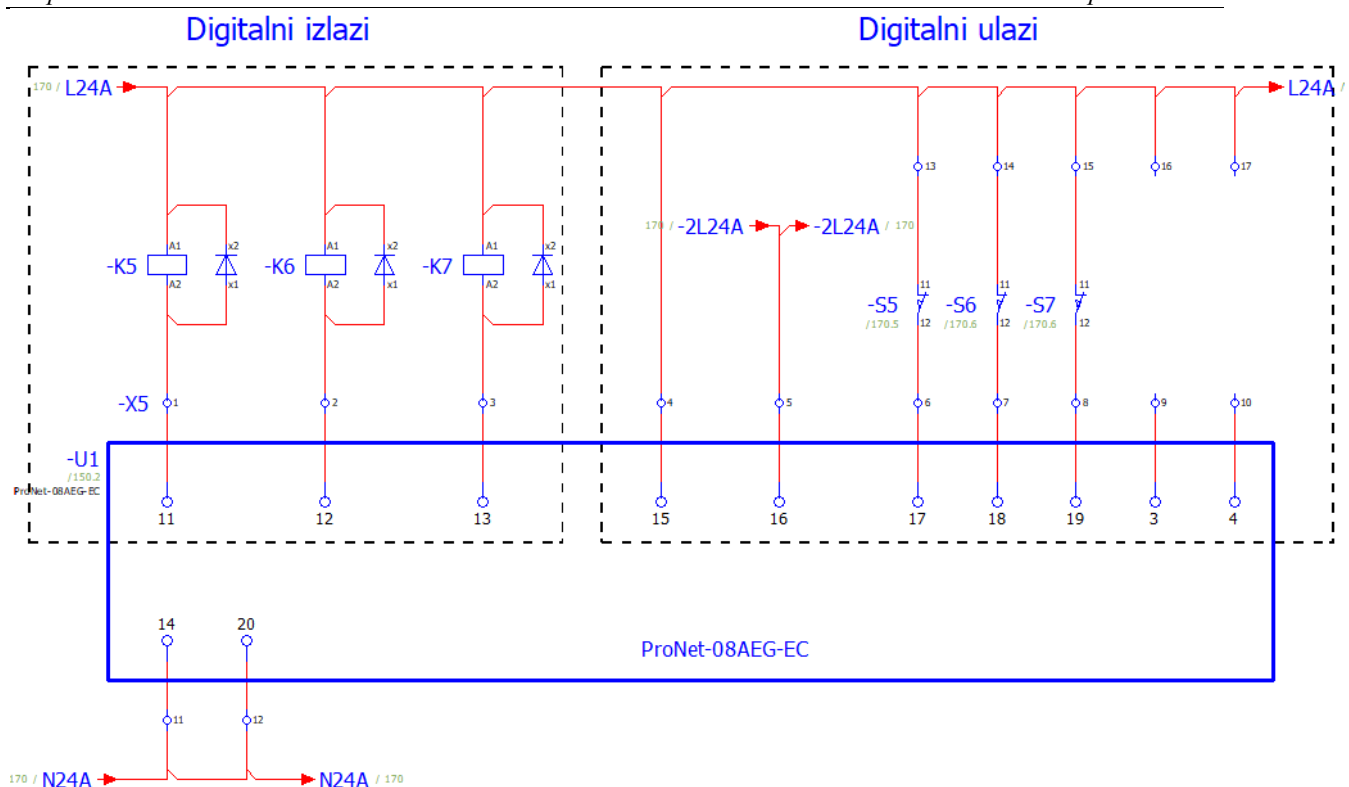 Digitalni izlazi
Digitalni ulazi
170 / L24A
L24A /
13
14
15
16
17
170 / -2L24A
-2L24A / 170
-K5
A1
A2
x2
x1
-K6
A1
A2
x2
x1
-K7
A1
A2
x2
x1
-S5
/170.5
11
12
-S6
/170.6
11
12
-S7
/170.6
11
12
-X5
1
2
3
4
5
6
7
8
9
10
-U1
/150.2
ProNet-08AEG-EC
11
12
13
15
16
17
18
19
3
4
14
20
ProNet-08AEG-EC
11
12
170 / N24A
N24A / 170